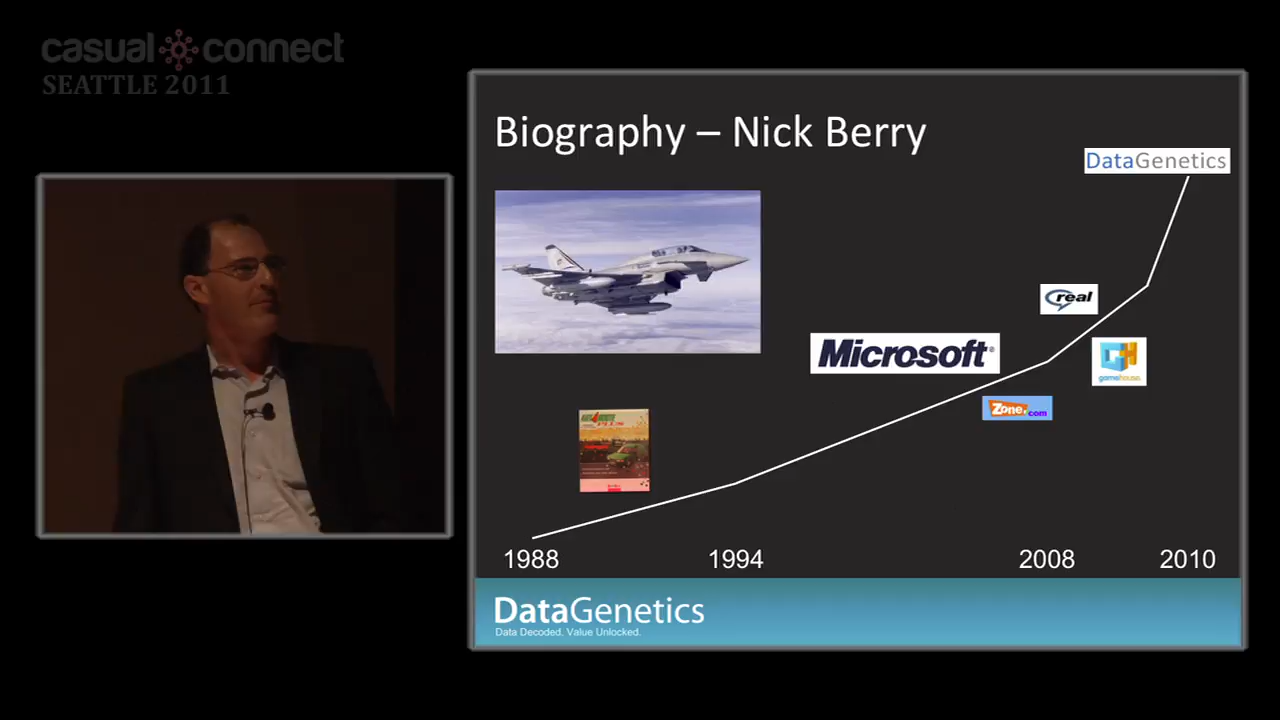 casual connect
SEATTLE 2011
Biography – Nick Berry
DataGenetics
real
Microsoft®
gamehouse
Zone.com
1988
1994
2008
2010
DataGenetics
Data Decoded. Value Unlocked.